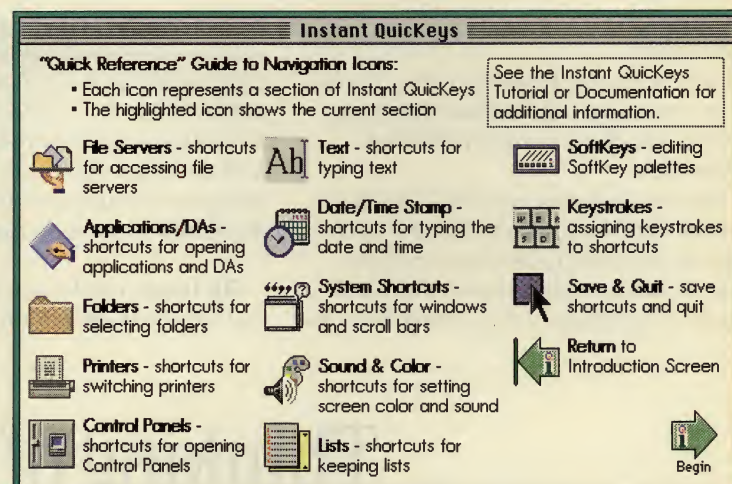 Instant QuicKeys
"Quick Reference" Guide to Navigation Icons:
▪ Each icon represents a section of Instant QuicKeys
▪ The highlighted icon shows the current section
See the Instant QuicKeys
Tutorial or Documentation for
additional information.
File Servers - shortcuts
for accessing file
servers
Applications/DAs -
shortcuts for opening
applications and DAs
Folders - shortcuts for
selecting folders
Printers - shortcuts for
switching printers
Control Panels -
shortcuts for opening
Control Panels
Ab
Text - shortcuts for
typing text
Date/Time Stamp -
shortcuts for typing the
date and time
System Shortcuts -
shortcuts for windows
and scroll bars
Sound & Color -
shortcuts for setting
screen color and sound
Lists - shortcuts for
keeping lists
SoftKeys - editing
SoftKey palettes
W E R
S D
Keystrokes -
assigning keystrokes
to shortcuts
Save & Quit - save
shortcuts and quit
Return to
Introduction Screen
Begin